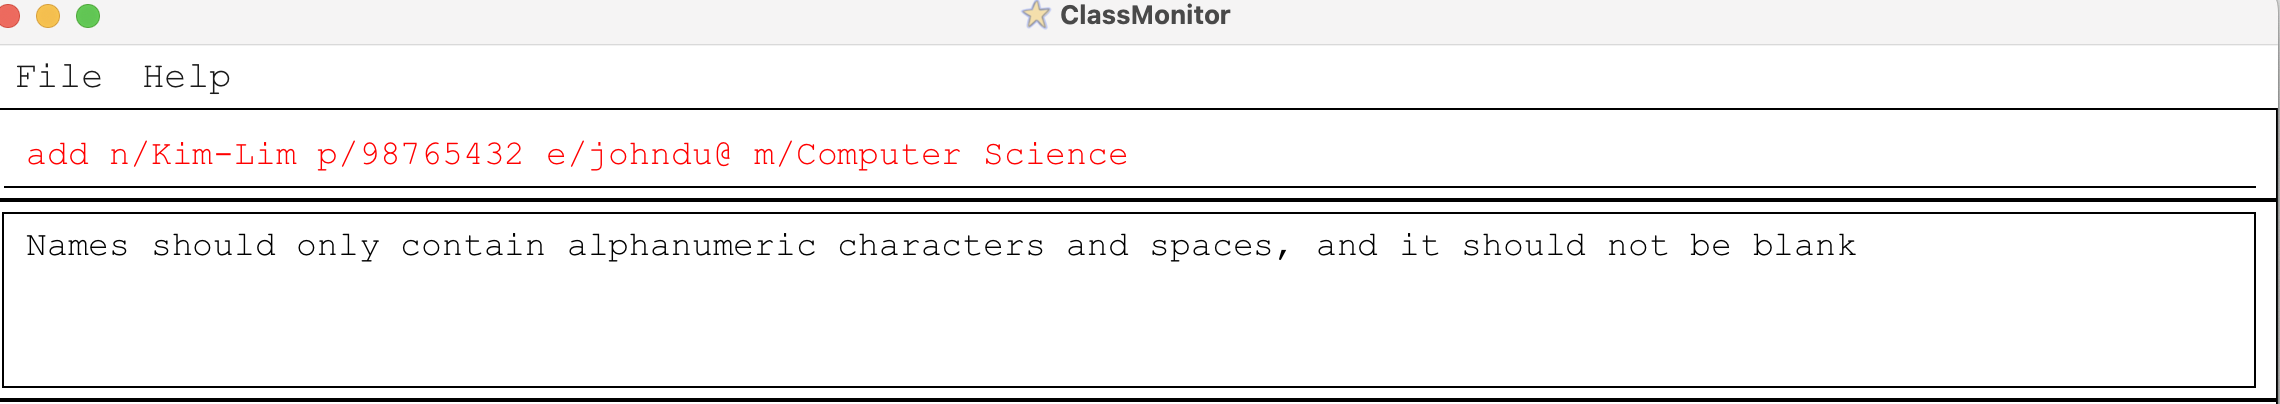 ClassMonitor
File Help
add n/Kim-Lim p/98765432 e/johndu@ m/Computer Science
Names should only contain alphanumeric characters and spaces, and it should not be blank